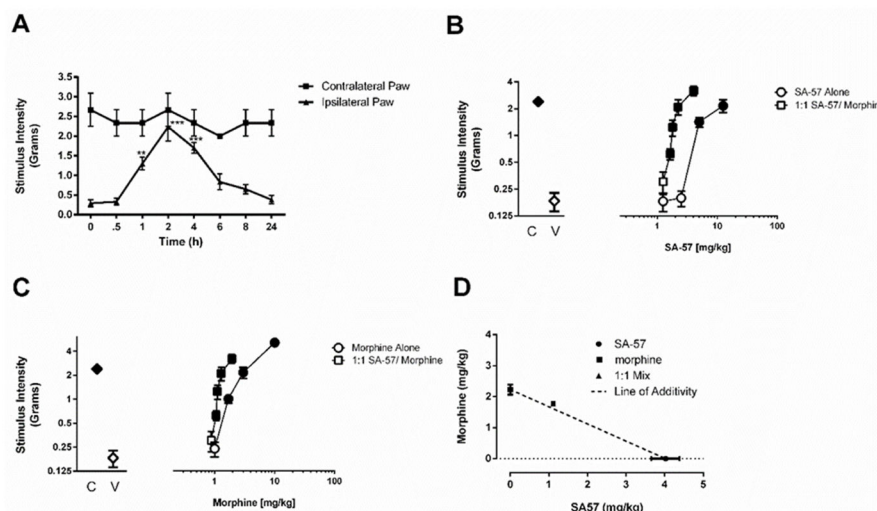 A
Contralateral Paw
Ipsilateral Paw
Stimulus Intensity
(Grams)
3.5
3.0
2.5
2.0
1.5
1.0
0.5
0.0
**
***
***
0 .5 1 2 4 6 8 24
Time (h)
B
SA-57 Alone
1:1 SA-57/ Morphin
Stimulus Intensity
(Grams)
4
2
1
0.5
0.25
0.125
C V
1 10 100
SA-57 [mg/kg]
C
Morphine Alone
1:1 SA-57/ Morphine
Stimulus Intensity
(Grams)
4
2
1
0.50
0.25
0.125
C V
1 10 100
Morphine [mg/kg]
D
SA-57
morphine
1:1 Mix
Line of Additivity
Morphine (mg/kg)
4
3
2
1
0
0 1 2 3 4 5
SA57 (mg/kg)